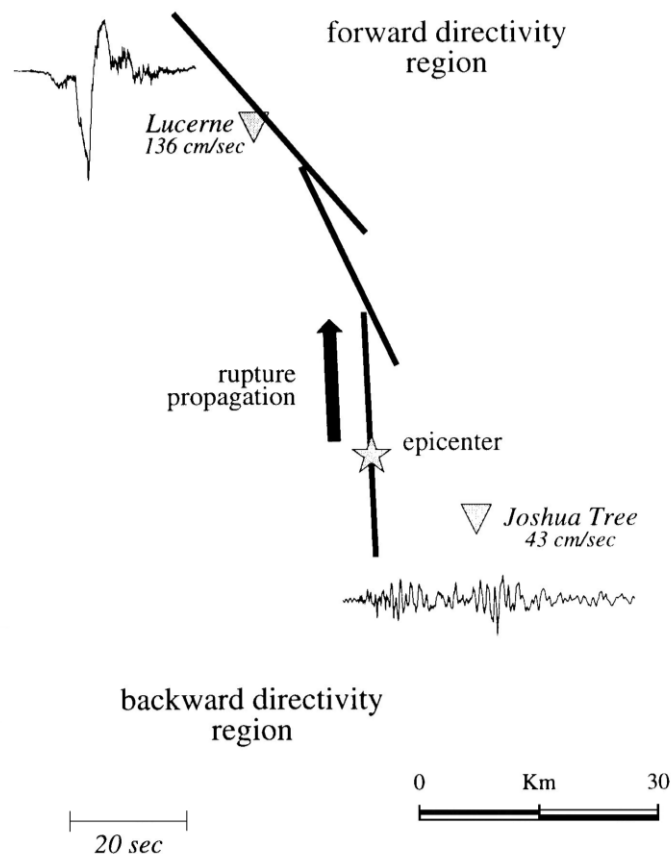 forward directivity
region
Lucerne
136 cm/sec
rupture
propagation
epicenter
Joshua Tree
43 cm/sec
backward directivity
region
0 Km 30
20 sec